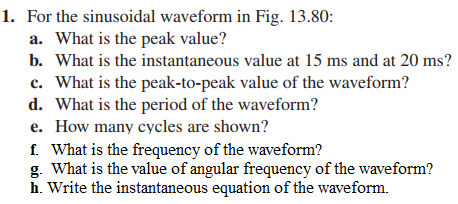 1. For the sinusoidal waveform in Fig. 13.80:
a. What is the peak value?
b. What is the instantaneous value at 15 ms and at 20 ms?
c. What is the peak-to-peak value of the waveform?
d. What is the period of the waveform?
e. How many cycles are shown?
f. What is the frequency of the waveform?
g. What is the value of angular frequency of the waveform?
h. Write the instantaneous equation of the waveform.